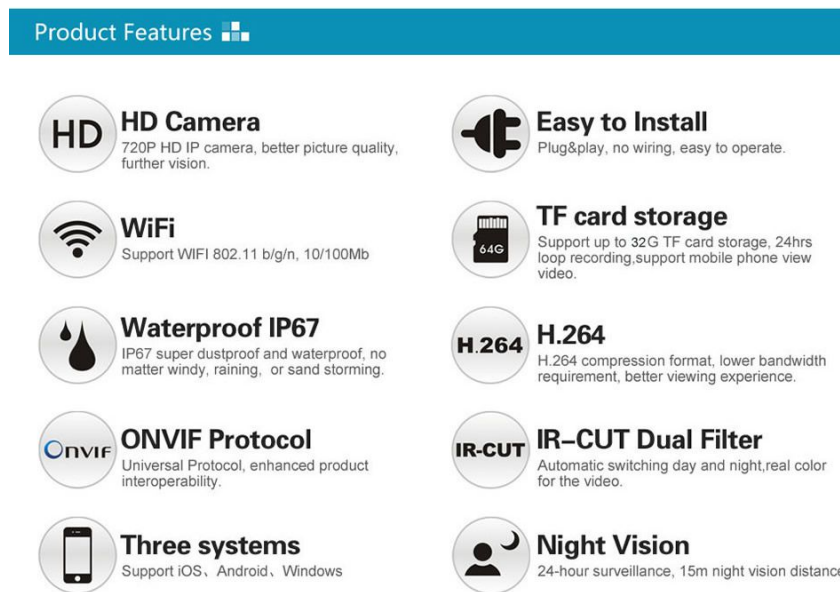 Product Features
HD
HD Camera
720P HD IP camera, better picture quality,
further vision.
Easy to Install
Plug&play, no wiring, easy to operate.
WiFi
Support WIFI 802.11 b/g/n, 10/100Mb
64G
TF card storage
Support up to 32G TF card storage, 24hrs
loop recording,support mobile phone view
video.
Waterproof IP67
IP67 super dustproof and waterproof, no
matter windy, raining, or sand storming.
H.264
H.264
H.264 compression format, lower bandwidth
requirement, better viewing experience.
ONVIF
ONVIF Protocol
Universal Protocol, enhanced product
interoperability.
IR-CUT
IR-CUT Dual Filter
Automatic switching day and night,real color
for the video.
Three systems
Support iOS、Android、Windows
Night Vision
24-hour surveillance, 15m night vision distance